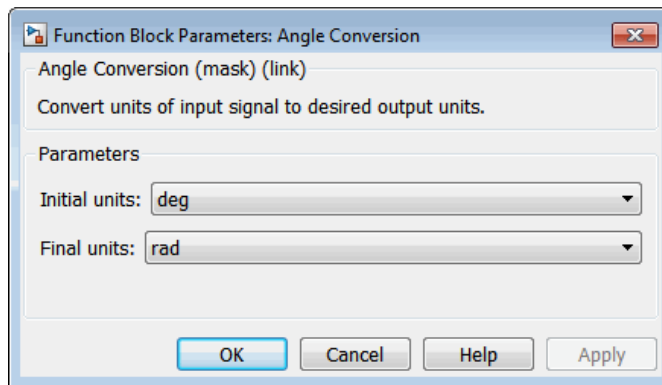 Function Block Parameters: Angle Conversion
Angle Conversion (mask) (link)
Convert units of input signal to desired output units.
Parameters
Initial units: deg
Final units: rad
OK Cancel Help Apply